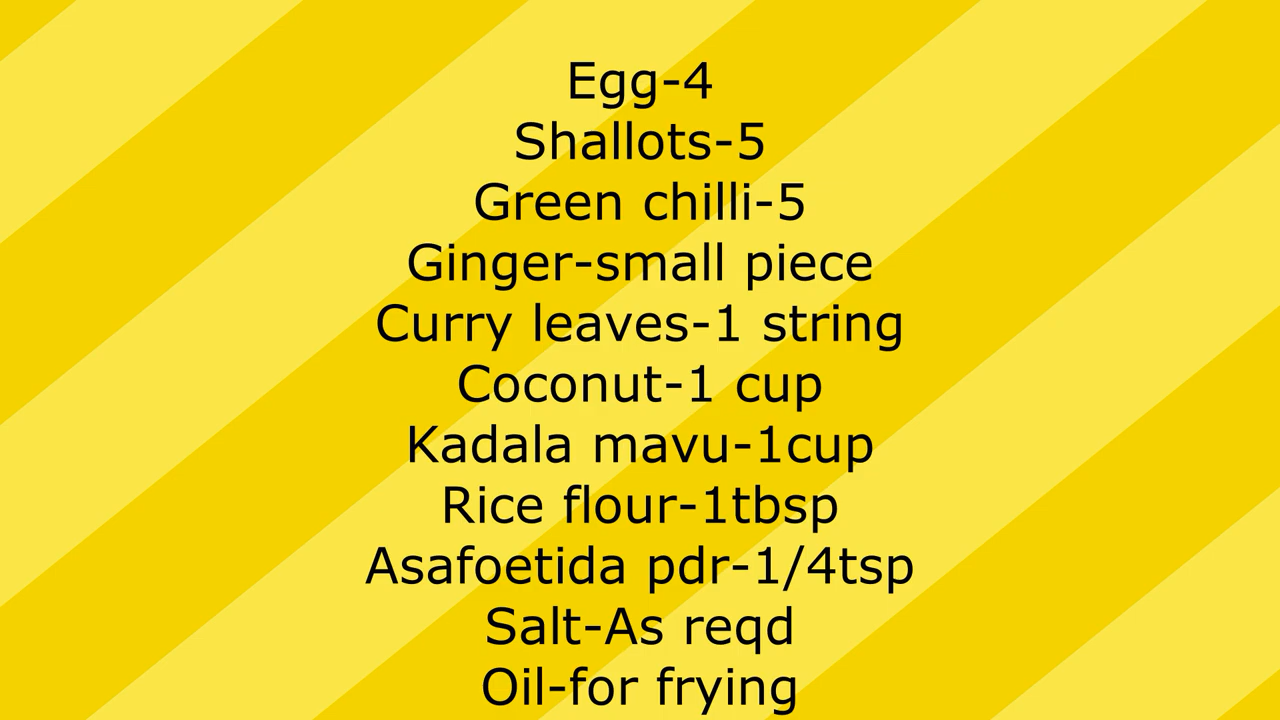 Egg-4
Shallots-5
Green chilli-5
Ginger-small piece
Curry leaves-1 string
Coconut-1 cup
Kadala mavu-1cup
Rice flour-1tbsp
Asafoetida pdr-1/4tsp
Salt-As reqd
Oil-for frying